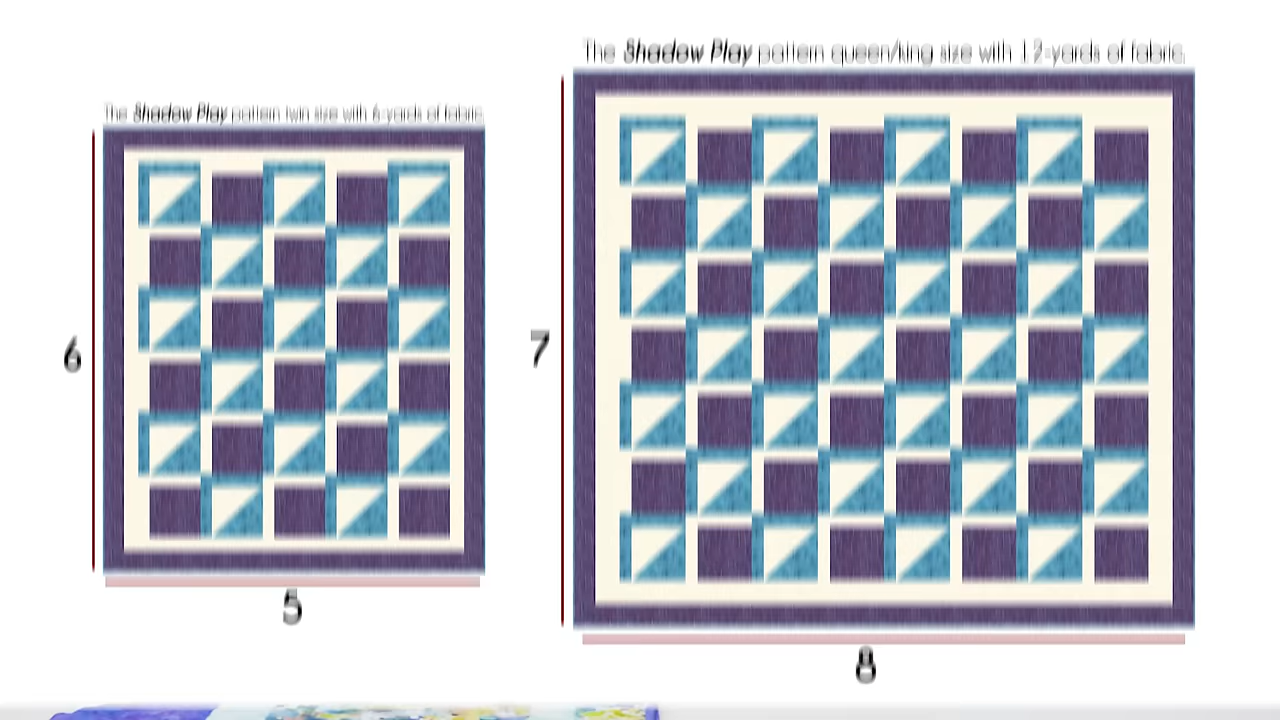 The Shadow Play pattern queen/king size with 12-yards of fabric.
The Shadow Play pattern twin size with 6-yards of fabric.
6
7
5
8